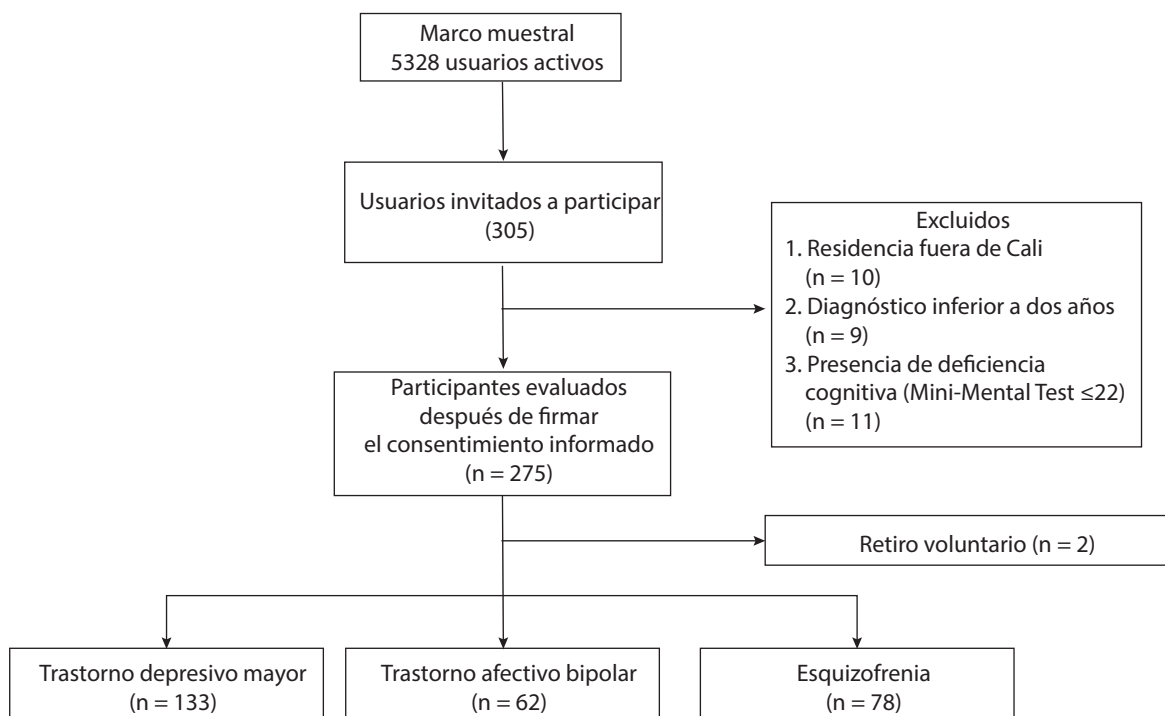 Marco muestral
5328 usuarios activos
Usuarios invitados a participar
(305)
Excluidos
1. Residencia fuera de Cali
(n = 10)
2. Diagnóstico inferior a dos años
(n = 9)
3. Presencia de deficiencia
cognitiva (Mini-Mental Test ≤22)
(n = 11)
Participantes evaluados
después de firmar
el consentimiento informado
(n = 275)
Retiro voluntario (n = 2)
Trastorno depresivo mayor
(n = 133)
Trastorno afectivo bipolar
(n = 62)
Esquizofrenia
(n = 78)